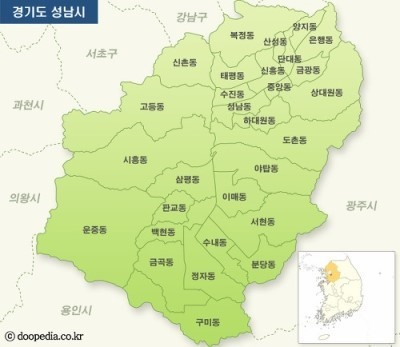 경기도 성남시
강남구
서초구
과천시
의왕시
용인시
광주시
복정동
양지동
산성동
은행동
신촌동
단대동
태평동
신흥동
금광동
수진동
중앙동
상대원동
고등동
성남동
하대원동
도촌동
시흥동
야탑동
삼평동
이매동
판교동
서현동
운중동
백현동
수내동
금곡동
분당동
정자동
구미동
ⓒ doopedia.co.kr